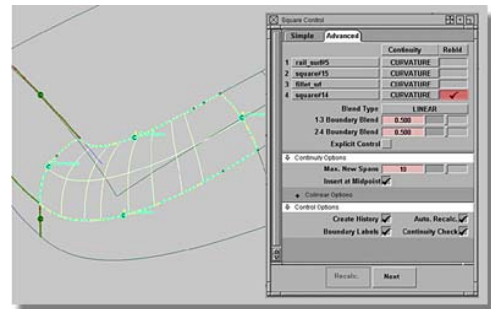 Square Control
Simple Advanced
Continuity Rebld
1 rail_surf#5 CURVATURE
2 square#15 CURVATURE
3 fillet_srf CURVATURE
4 square#14 CURVATURE
Blend Type LINEAR
1-3 Boundary Blend 0.500
2-4 Boundary Blend 0.500
Explicit Control
Continuity Options
Max. New Spans 10
Insert at Midpoint
Colinear Options
Control Options
Create History Auto. Recalc.
Boundary Labels Continuity Check
Recalc. Next